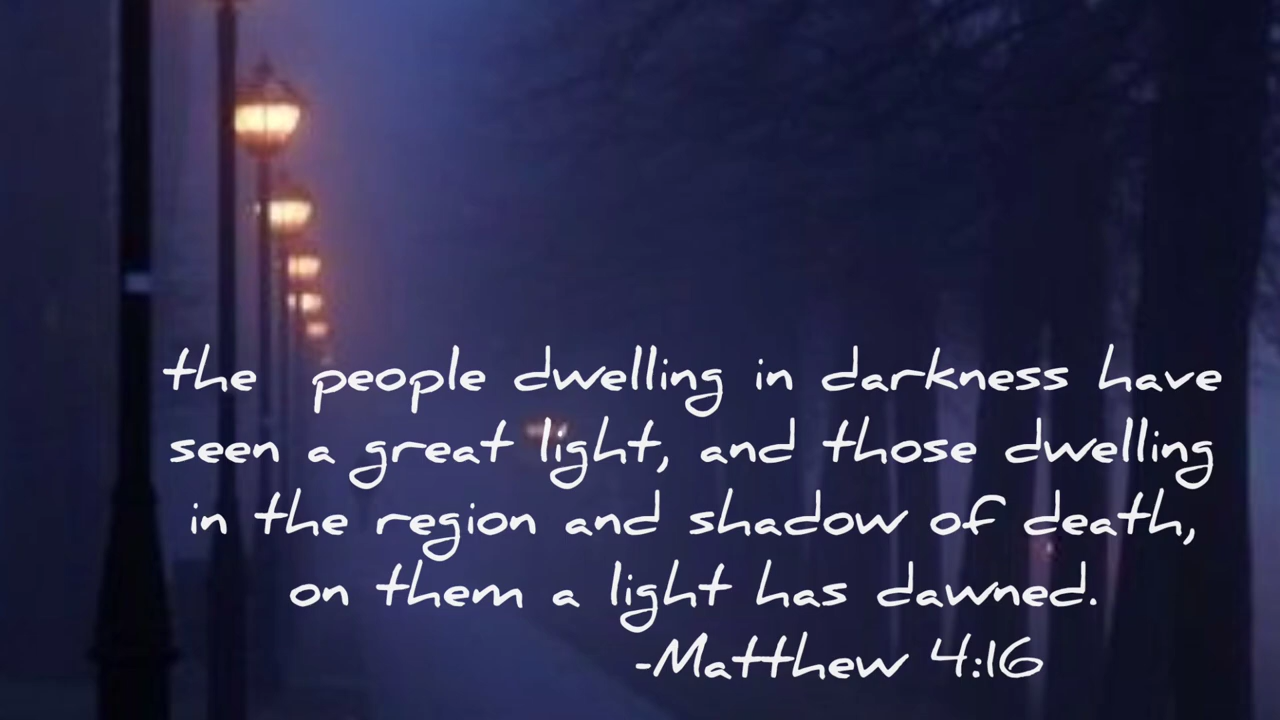 the people dwelling in darkness have
seen a great light, and those dwelling
in the region and shadow of death,
on them a light has dawned.
-Matthew 4:16